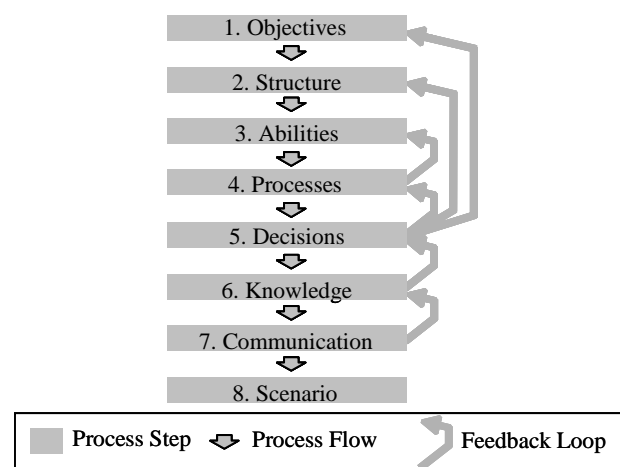 1. Objectives
2. Structure
3. Abilities
4. Processes
5. Decisions
6. Knowledge
7. Communication
8. Scenario
Process Step Process Flow Feedback Loop